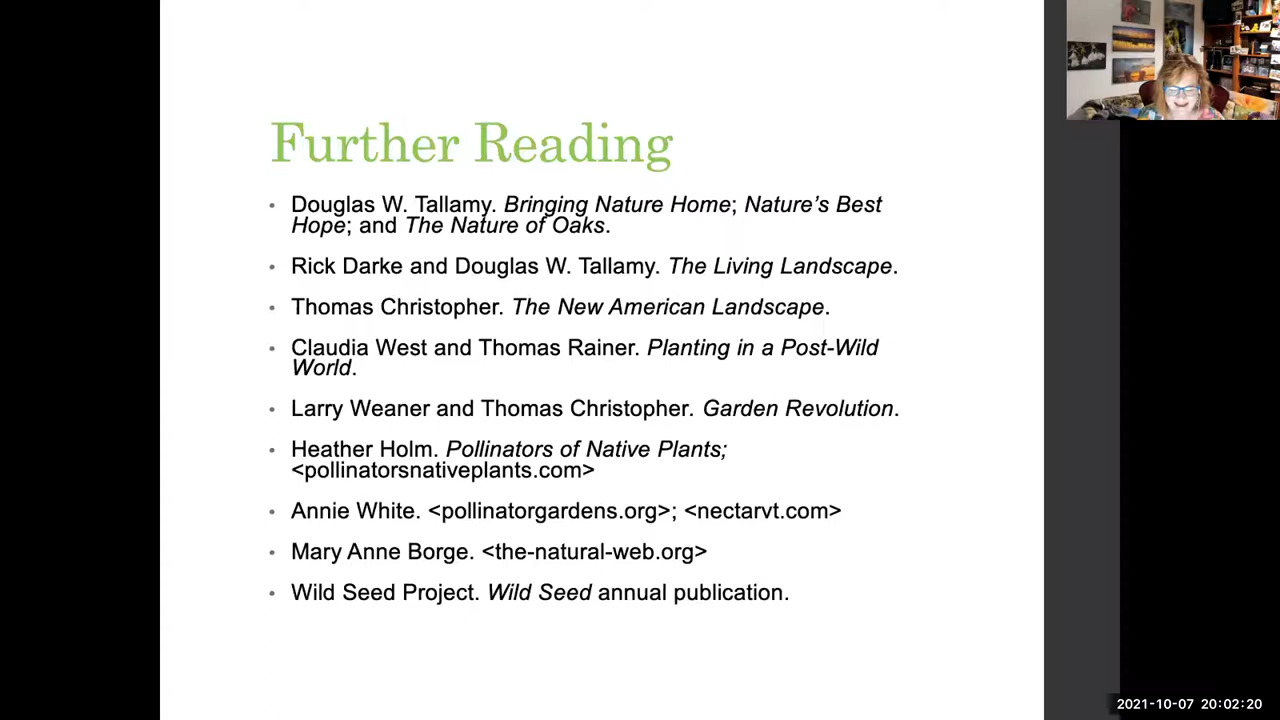 Further Reading
• Douglas W. Tallamy. Bringing Nature Home; Nature’s Best
Hope; and The Nature of Oaks.
• Rick Darke and Douglas W. Tallamy. The Living Landscape.
• Thomas Christopher. The New American Landscape.
• Claudia West and Thomas Rainer. Planting in a Post-Wild
World.
• Larry Weaner and Thomas Christopher. Garden Revolution.
• Heather Holm. Pollinators of Native Plants;
<pollinatorsnativeplants.com>
• Annie White. <pollinatorgardens.org>; <nectarvt.com>
• Mary Anne Borge. <the-natural-web.org>
• Wild Seed Project. Wild Seed annual publication.
2021-10-07 20:02:20